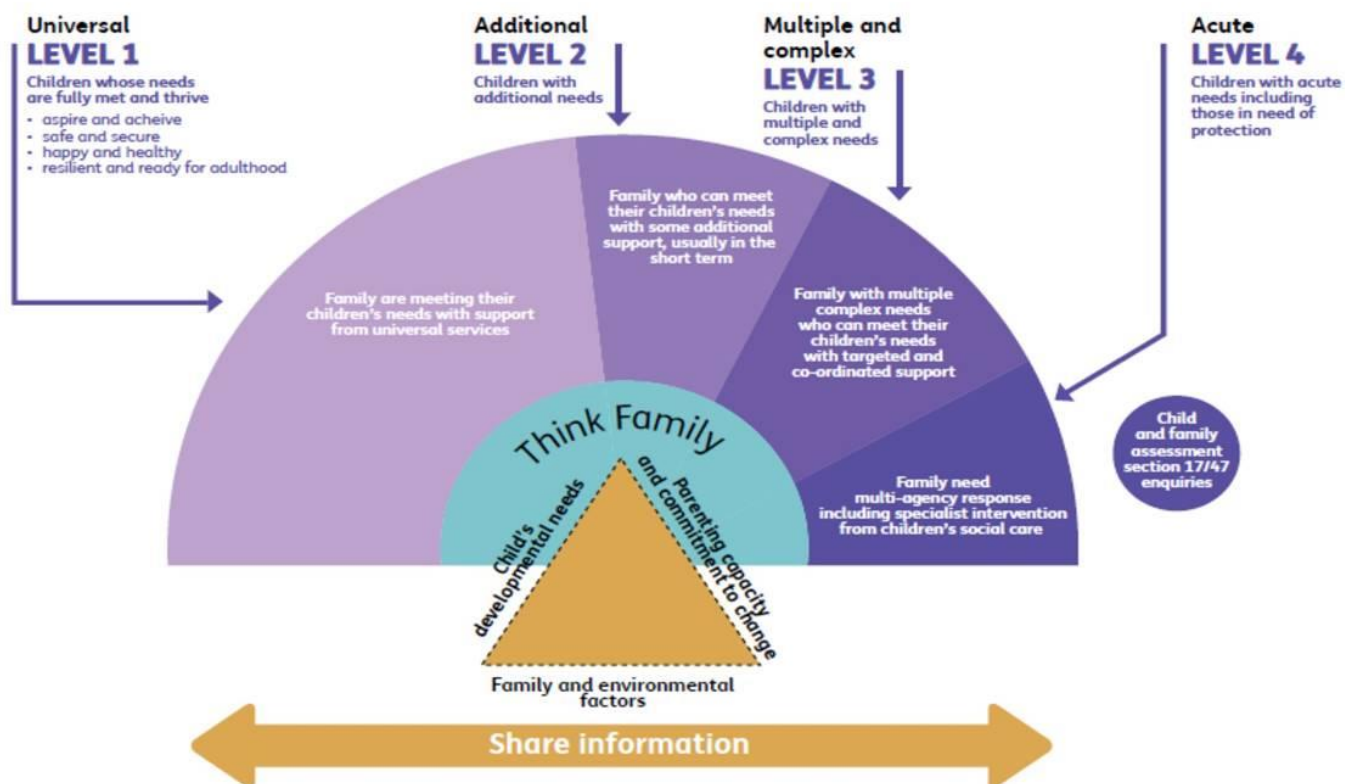 Universal
LEVEL 1
Children whose needs
are fully met and thrive
• aspire and acheive
• safe and secure
• happy and healthy
• resilient and ready for adulthood
Additional
LEVEL 2
Children with
additional needs
Multiple and
complex
LEVEL 3
Children with
multiple and
complex needs
Acute
LEVEL 4
Children with acute
needs including
those in need of
protection
Family are meeting their
children's needs with support
from universal services
Family who can meet
their children's needs
with some additional
support, usually in the
short term
Family with multiple
complex needs
who can meet their
children's needs
with targeted and
co-ordinated support
Family need
multi-agency response
including specialist intervention
from children's social care
Child
and family
assessment
section 17/47
enquiries
Think Family
Child's
developmental needs
Parenting capacity
and commitment to change
Family and environmental
factors
Share information